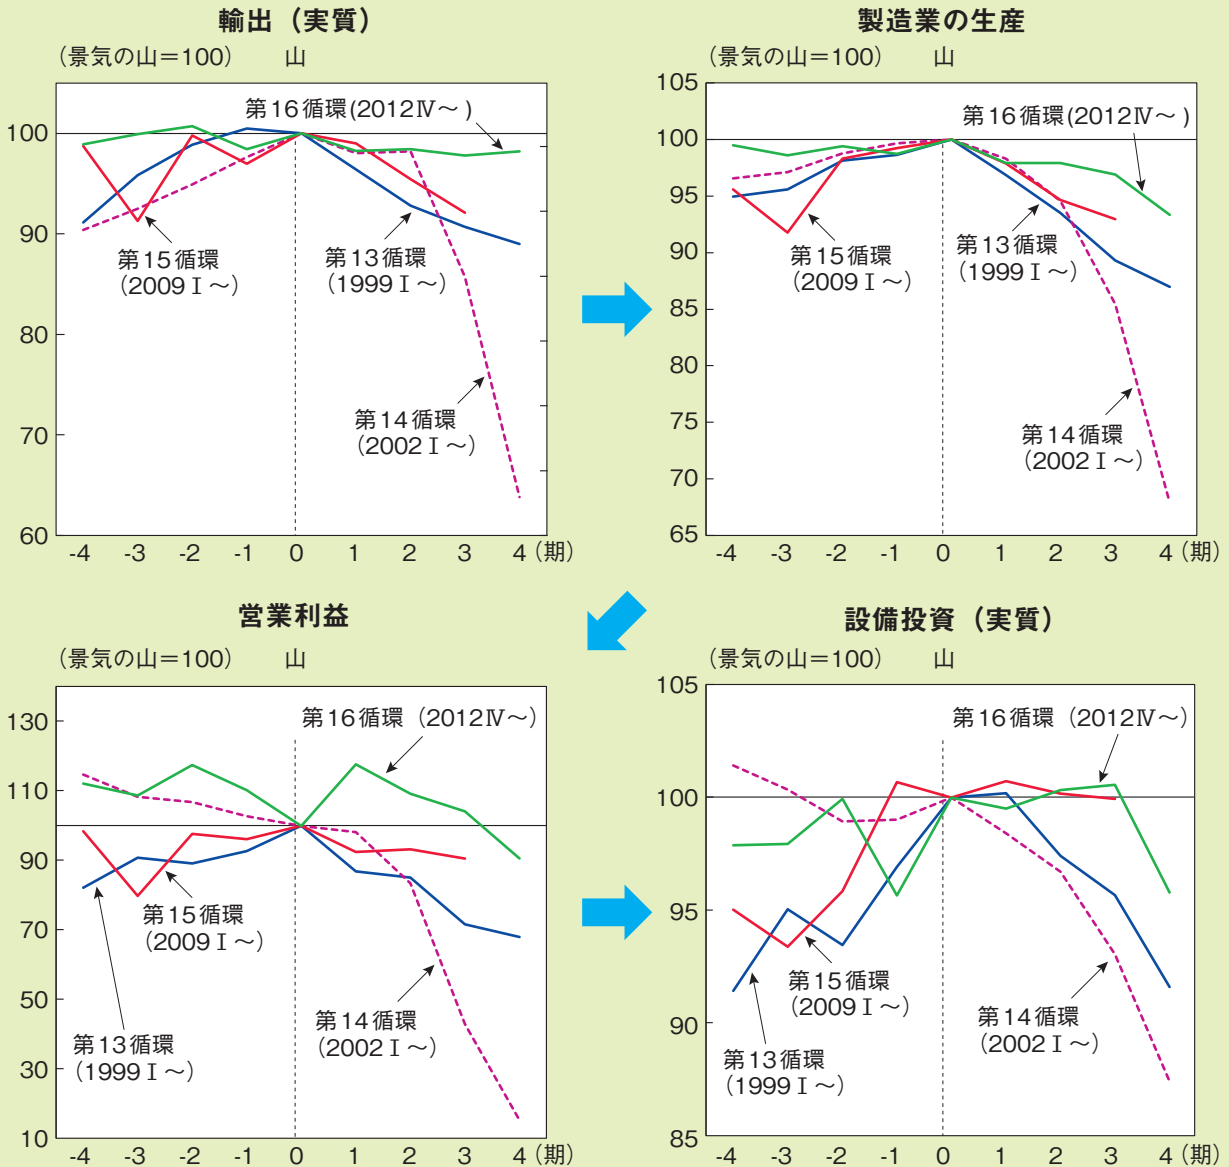 輸出（実質）
（景気の山＝100）　山
100
90
80
70
60
第16循環(2012Ⅳ～)
第15循環
（2009Ⅰ～）
第13循環
（1999Ⅰ～）
第14循環
（2002Ⅰ～）
-4 -3 -2 -1 0 1 2 3 4（期）
製造業の生産
（景気の山＝100）　山
105
100
95
90
85
80
75
70
65
第16循環(2012Ⅳ～)
第15循環
（2009Ⅰ～）
第13循環
（1999Ⅰ～）
第14循環
（2002Ⅰ～）
-4 -3 -2 -1 0 1 2 3 4（期）
営業利益
（景気の山＝100）　山
130
110
90
70
50
30
10
第16循環（2012Ⅳ～）
第15循環
（2009Ⅰ～）
第14循環
（2002Ⅰ～）
第13循環
（1999Ⅰ～）
-4 -3 -2 -1 0 1 2 3 4（期）
設備投資（実質）
（景気の山＝100）　山
105
100
95
90
85
第16循環（2012Ⅳ～）
第15循環
（2009Ⅰ～）
第14循環
（2002Ⅰ～）
第13循環
（1999Ⅰ～）
-4 -3 -2 -1 0 1 2 3 4（期）